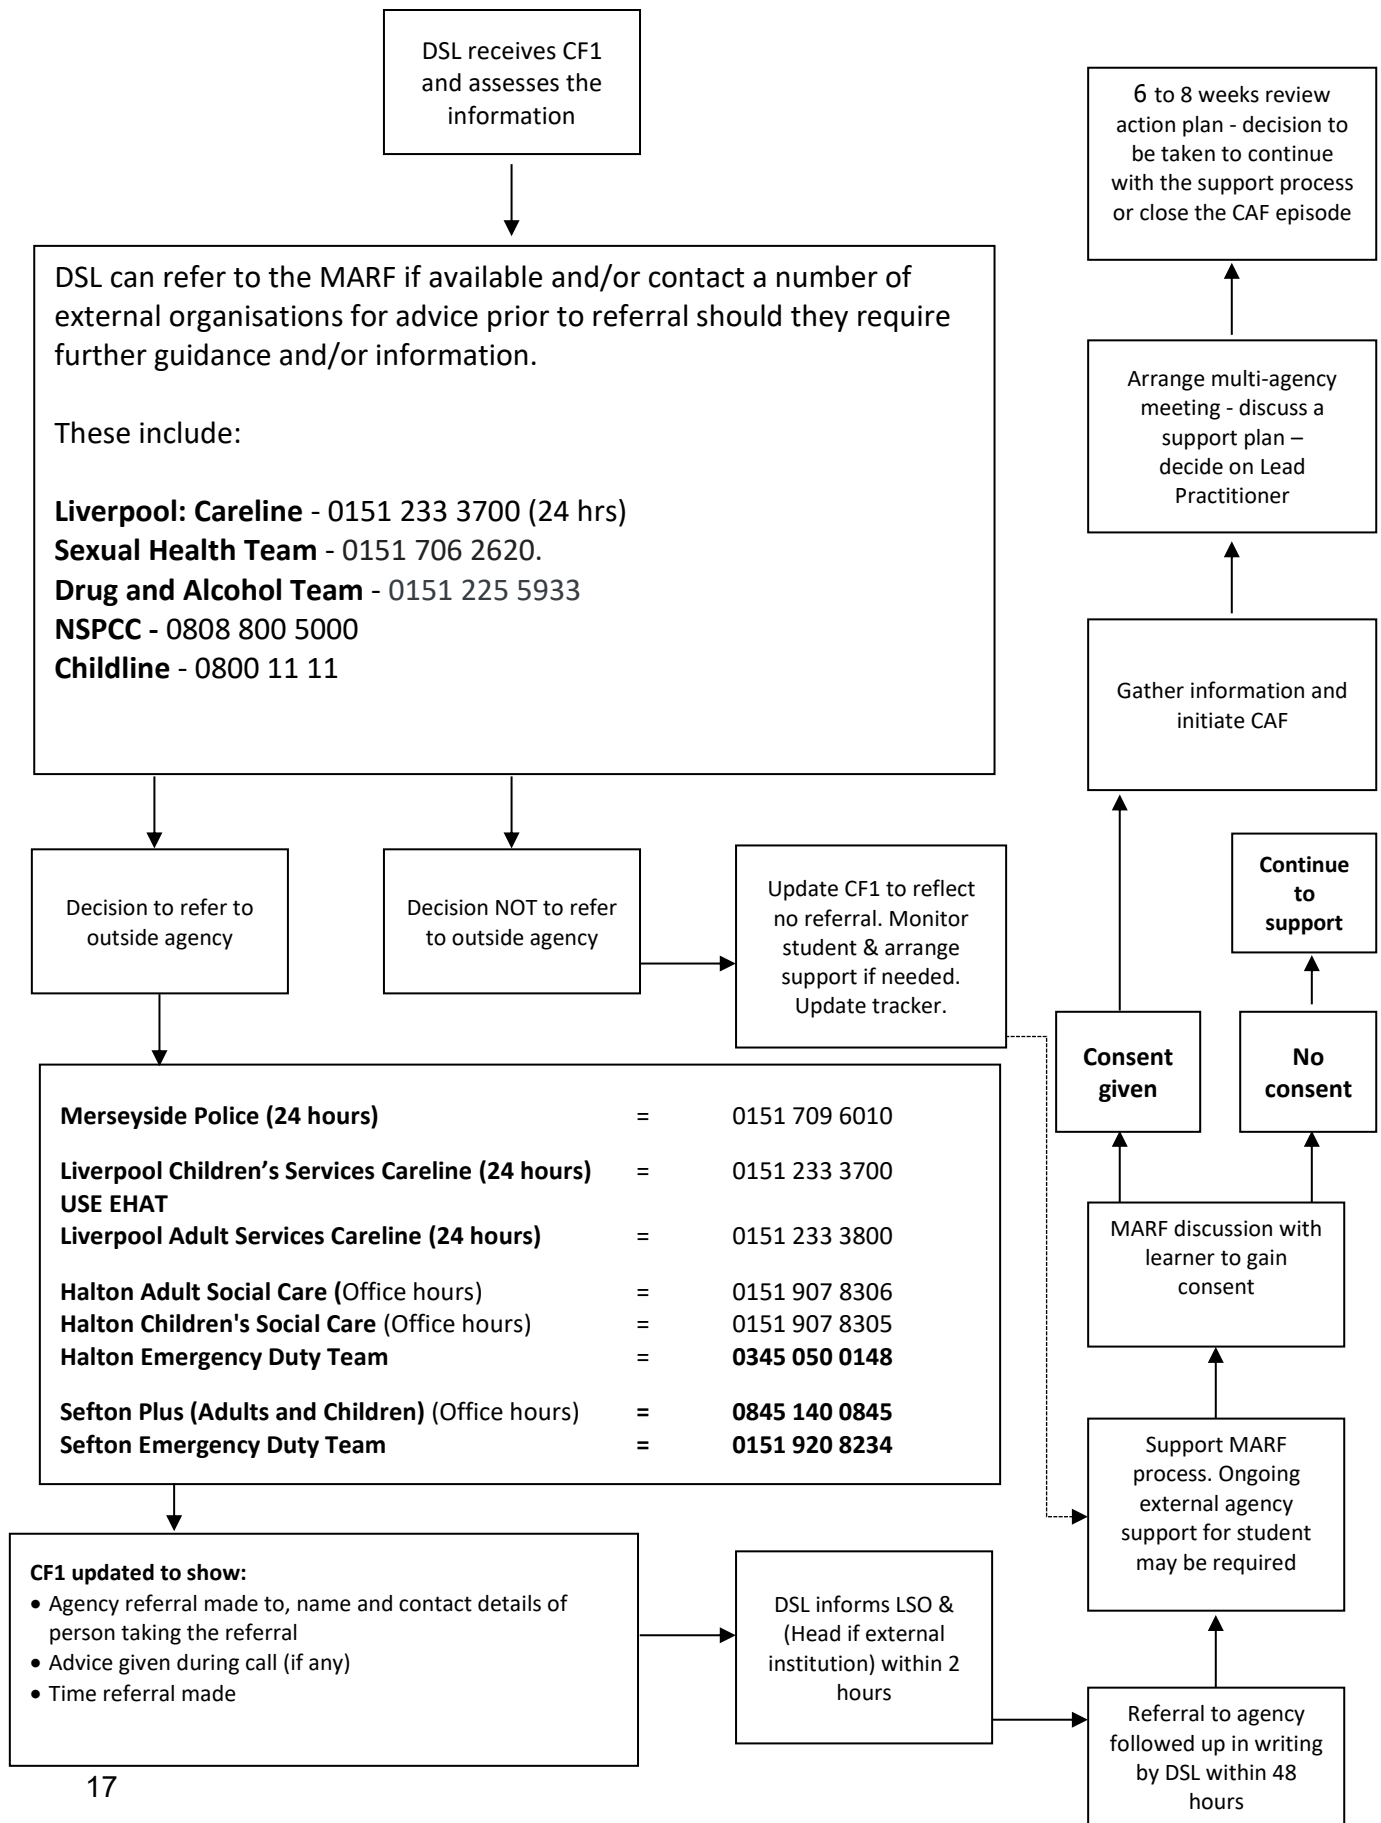 DSL receives CF1
and assesses the
information
DSL can refer to the MARF if available and/or contact a number of
external organisations for advice prior to referral should they require
further guidance and/or information.
These include:
Liverpool: Careline - 0151 233 3700 (24 hrs)
Sexual Health Team - 0151 706 2620.
Drug and Alcohol Team - 0151 225 5933
NSPCC - 0808 800 5000
Childline - 0800 11 11
Decision to refer to
outside agency
Decision NOT to refer
to outside agency
Update CF1 to reflect
no referral. Monitor
student & arrange
support if needed.
Update tracker.
Merseyside Police (24 hours) = 0151 709 6010
Liverpool Children’s Services Careline (24 hours) = 0151 233 3700
USE EHAT
Liverpool Adult Services Careline (24 hours) = 0151 233 3800
Halton Adult Social Care (Office hours) = 0151 907 8306
Halton Children's Social Care (Office hours) = 0151 907 8305
Halton Emergency Duty Team = 0345 050 0148
Sefton Plus (Adults and Children) (Office hours) = 0845 140 0845
Sefton Emergency Duty Team = 0151 920 8234
CF1 updated to show:
• Agency referral made to, name and contact details of
person taking the referral
• Advice given during call (if any)
• Time referral made
DSL informs LSO &
(Head if external
institution) within 2
hours
Referral to agency
followed up in writing
by DSL within 48
hours
Support MARF
process. Ongoing
external agency
support for student
may be required
MARF discussion with
learner to gain
consent
Consent
given
No
consent
Continue
to
support
Gather information and
initiate CAF
Arrange multi-agency
meeting - discuss a
support plan –
decide on Lead
Practitioner
6 to 8 weeks review
action plan - decision to
be taken to continue
with the support process
or close the CAF episode
17